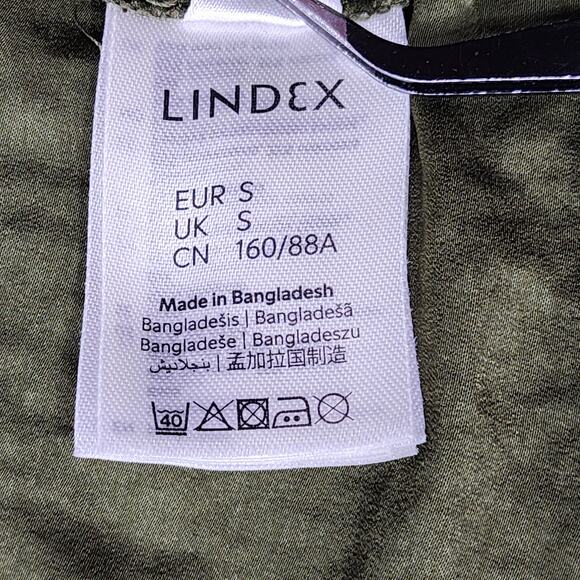 LINDEX
EUR S
UK S
CN 160/88A
Made in Bangladesh
Bangladešis | Bangladešā
Bangladeše | Bangladeszu
بنجلاديش | 孟加拉国制造
40